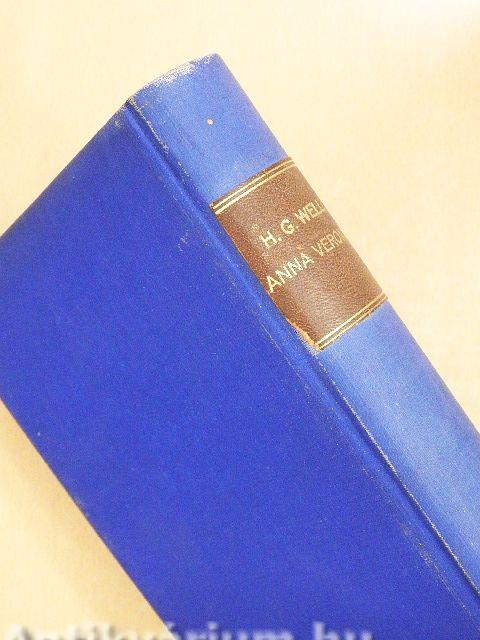 H. G. WELL
ANNA VERO
Antikvárium.hu